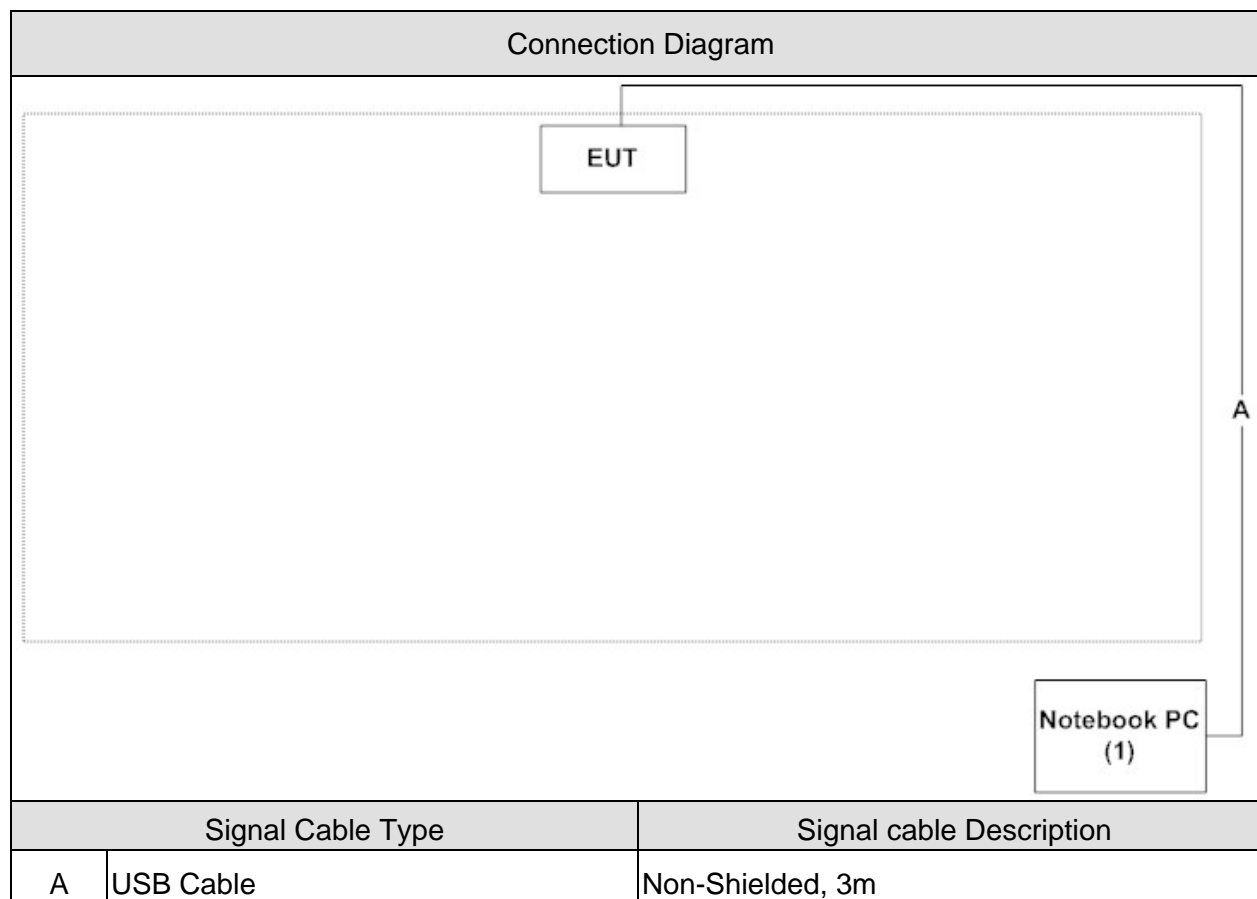 Connection Diagram
EUT
A
Notebook PC
(1)
Signal Cable Type
Signal cable Description
A
USB Cable
Non-Shielded, 3m